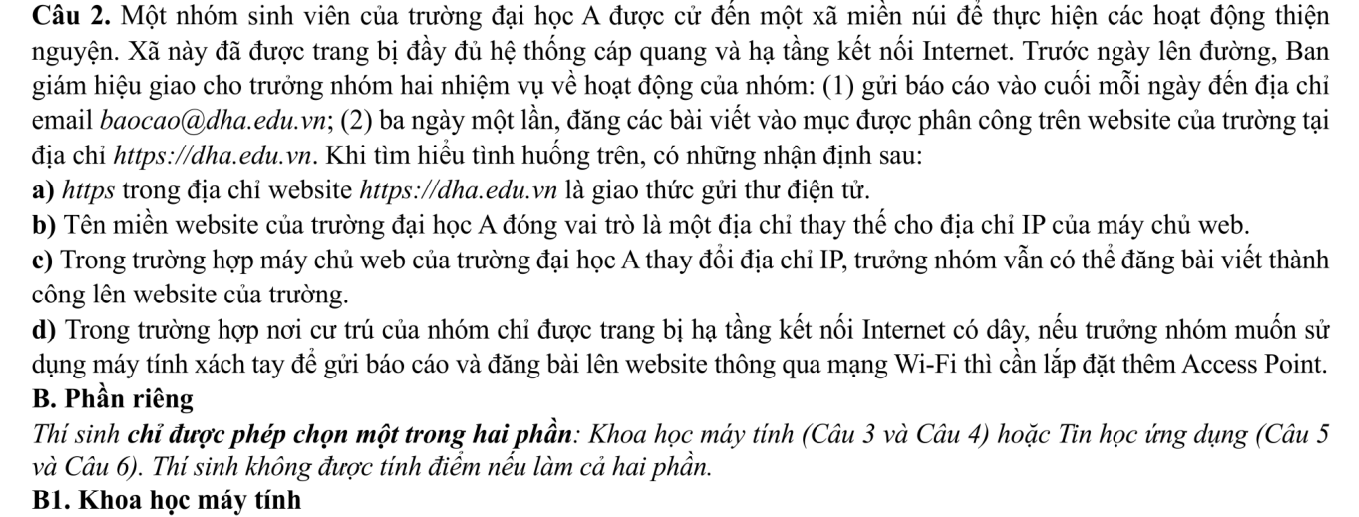 Câu 2. Một nhóm sinh viên của trường đại học A được cử đến một xã miền núi để thực hiện các hoạt động thiện
nguyện. Xã này đã được trang bị đầy đủ hệ thống cáp quang và hạ tầng kết nối Internet. Trước ngày lên đường, Ban
giám hiệu giao cho trưởng nhóm hai nhiệm vụ về hoạt động của nhóm: (1) gửi báo cáo vào cuối mỗi ngày đến địa chỉ
email baocao@dha.edu.vn; (2) ba ngày một lần, đăng các bài viết vào mục được phân công trên website của trường tại
địa chỉ https://dha.edu.vn. Khi tìm hiểu tình huống trên, có những nhận định sau:
a) https trong địa chỉ website https://dha.edu.vn là giao thức gửi thư điện tử.
b) Tên miền website của trường đại học A đóng vai trò là một địa chỉ thay thế cho địa chỉ IP của máy chủ web.
c) Trong trường hợp máy chủ web của trường đại học A thay đổi địa chỉ IP, trưởng nhóm vẫn có thể đăng bài viết thành
công lên website của trường.
d) Trong trường hợp nơi cư trú của nhóm chỉ được trang bị hạ tầng kết nối Internet có dây, nếu trưởng nhóm muốn sử
dụng máy tính xách tay để gửi báo cáo và đăng bài lên website thông qua mạng Wi-Fi thì cần lắp đặt thêm Access Point.
B. Phần riêng
Thí sinh chỉ được phép chọn một trong hai phần: Khoa học máy tính (Câu 3 và Câu 4) hoặc Tin học ứng dụng (Câu 5
và Câu 6). Thí sinh không được tính điểm nếu làm cả hai phần.
B1. Khoa học máy tính